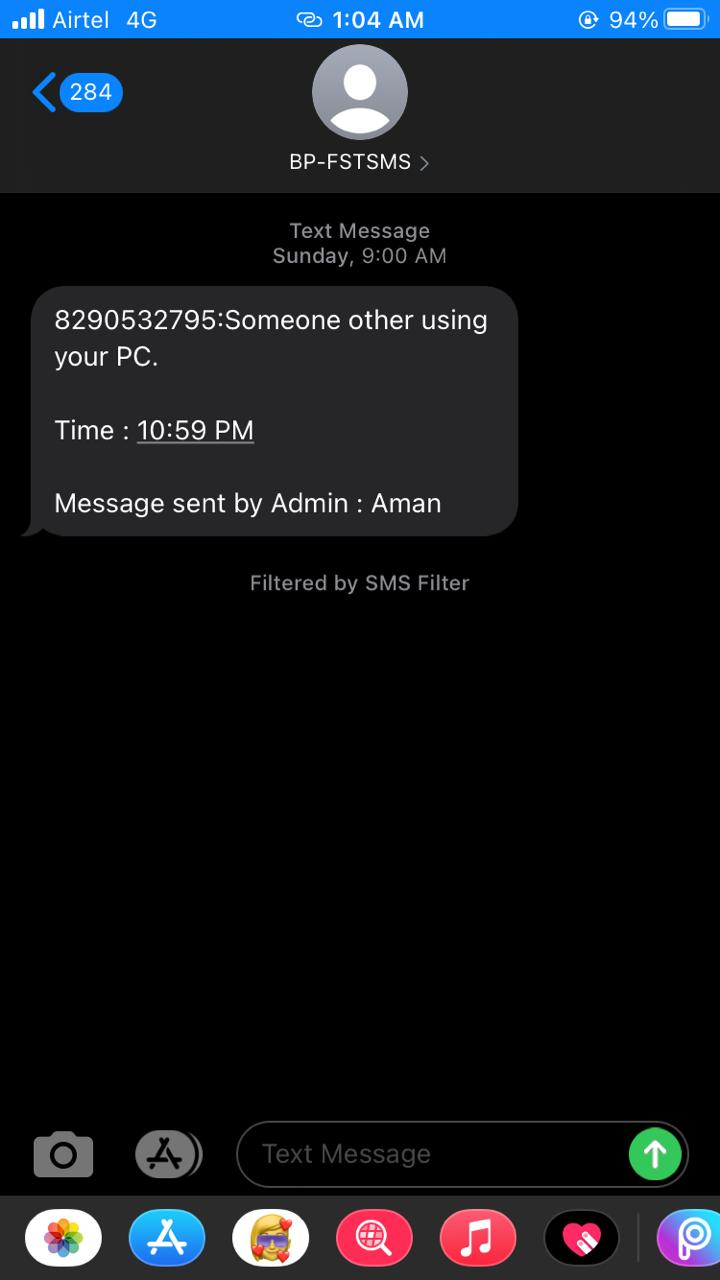 Airtel 4G 1:04 AM 94%
284
BP-FSTSMS
Text Message
Sunday, 9:00 AM
8290532795:Someone other using
your PC.
Time : 10:59 PM
Message sent by Admin : Aman
Filtered by SMS Filter
Text Message